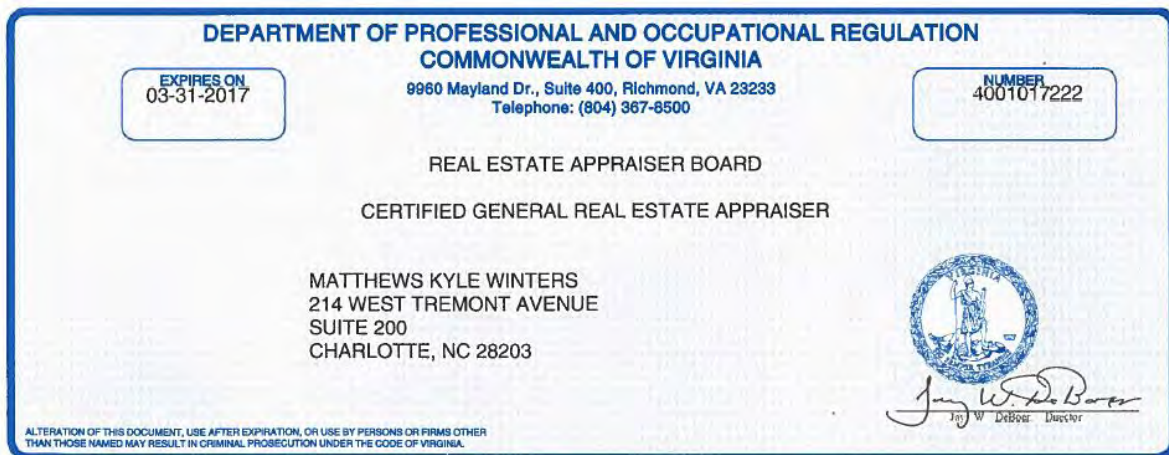 DEPARTMENT OF PROFESSIONAL AND OCCUPATIONAL REGULATION
COMMONWEALTH OF VIRGINIA
EXPIRES ON
03-31-2017
9960 Mayland Dr., Suite 400, Richmond, VA 23233
Telephone: (804) 367-8500
NUMBER
4001017222
REAL ESTATE APPRAISER BOARD
CERTIFIED GENERAL REAL ESTATE APPRAISER
MATTHEWS KYLE WINTERS
214 WEST TREMONT AVENUE
SUITE 200
CHARLOTTE, NC 28203
VIRGINIA
Jay W. DeBoer
Jay W DeBoer Director
ALTERATION OF THIS DOCUMENT, USE AFTER EXPIRATION, OR USE BY PERSONS OR FIRMS OTHER
THAN THOSE NAMED MAY RESULT IN CRIMINAL PROSECUTION UNDER THE CODE OF VIRGINIA.